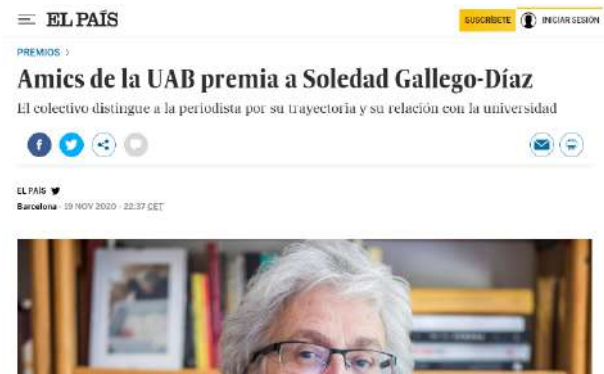 EL PAÍS
SUSCRÍBETE
INICIAR SESIÓN
PREMIOS >
Amics de la UAB premia a Soledad Gallego-Díaz
El colectivo distingue a la periodista por su trayectoria y su relación con la universidad
EL PAÍS
Barcelona - 19 NOV 2020 - 22:37 CET